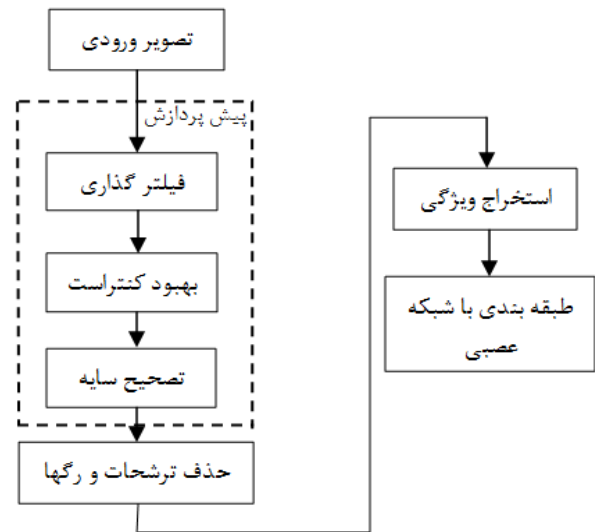 تصویر ورودی
پیش پردازش
فیلتر گذاری
بهبود کنتراست
تصحیح سایه
حذف ترشحات و رگها
استخراج ویژگی
طبقه بندی با شبکه
عصبی